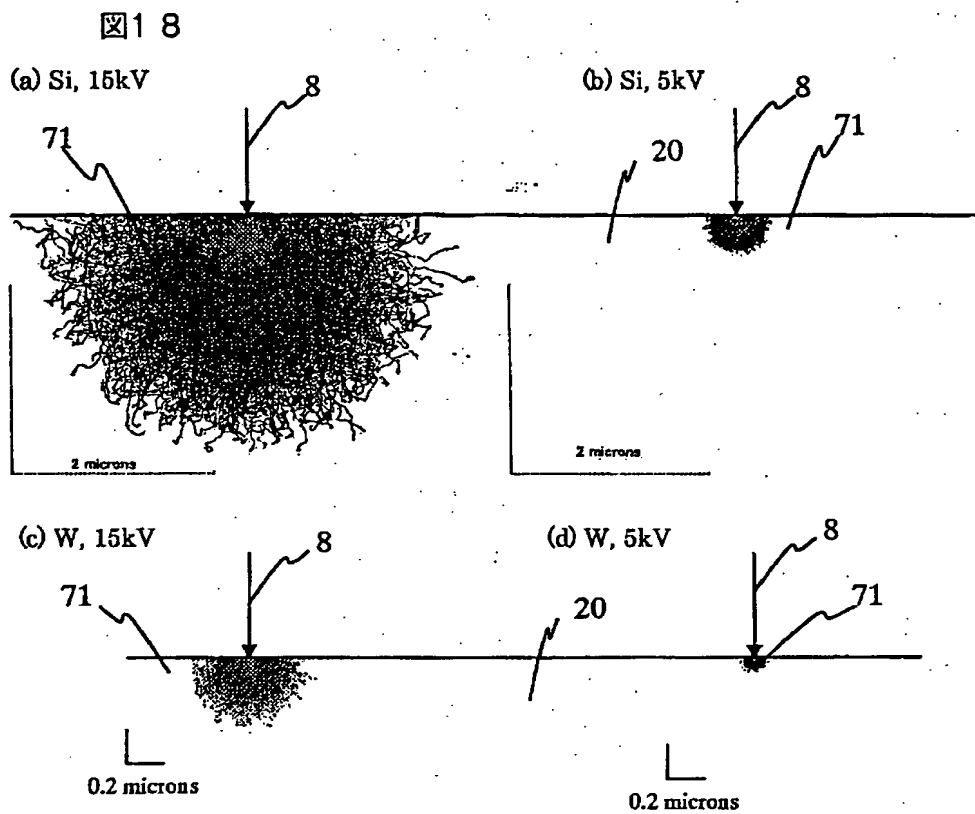 図18
(a) Si, 15kV
8
71
2 microns
(b) Si, 5kV
8
71
20
2 microns
(c) W, 15kV
8
71
20
0.2 microns
(d) W, 5kV
8
71
0.2 microns